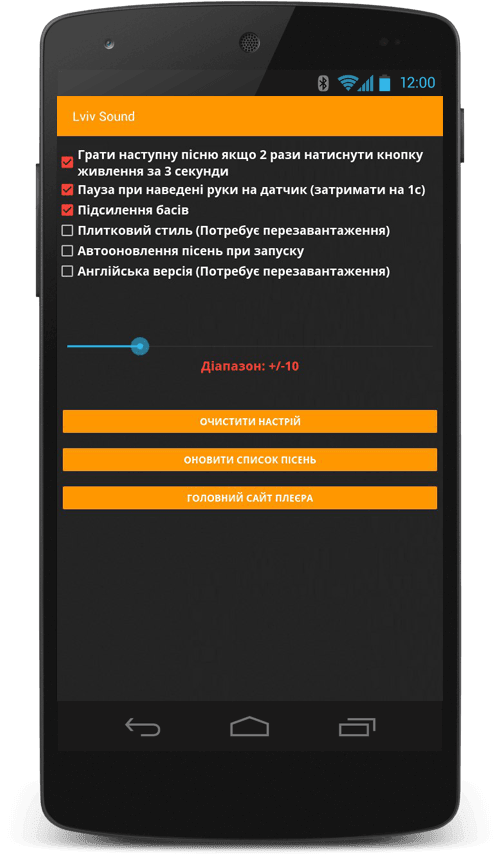 12:00
Lviv Sound
Грати наступну пісню якщо 2 рази натиснути кнопку
живлення за 3 секунди
Пауза при наведені руки на датчик (затримати на 1с)
Підсилення басів
Плитковий стиль (Потребує перезавантаження)
Автооновлення пісень при запуску
Англійська версія (Потребує перезавантаження)
Діапазон: +/-10
ОЧИСТИТИ НАСТРІЙ
ОНОВИТИ СПИСОК ПІСЕНЬ
ГОЛОВНИЙ САЙТ ПЛЕЄРА